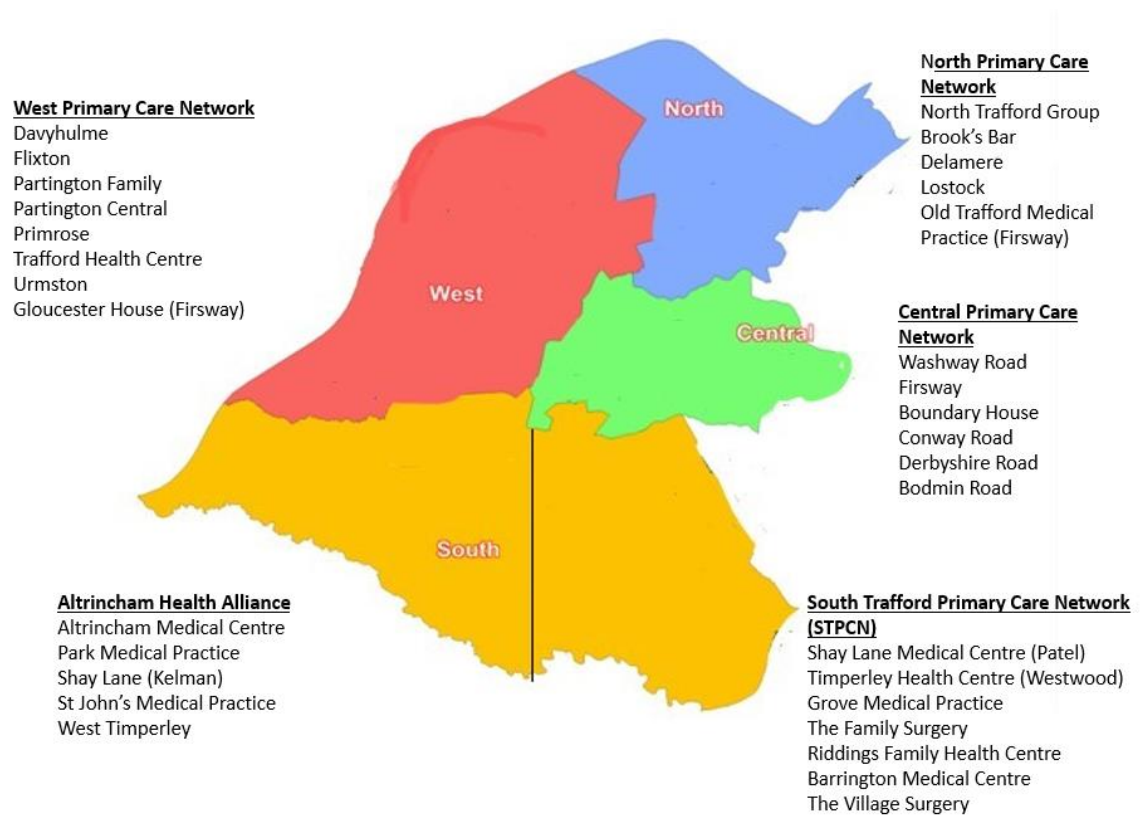 West Primary Care Network
Davyhulme
Flixton
Partington Family
Partington Central
Primrose
Trafford Health Centre
Urmston
Gloucester House (Firsway)
North
West
Central
South
North Primary Care
Network
North Trafford Group
Brook's Bar
Delamere
Lostock
Old Trafford Medical
Practice (Firsway)
Central Primary Care
Network
Washway Road
Firsway
Boundary House
Conway Road
Derbyshire Road
Bodmin Road
Altrincham Health Alliance
Altrincham Medical Centre
Park Medical Practice
Shay Lane (Kelman)
St John's Medical Practice
West Timperley
South Trafford Primary Care Network
(STPCN)
Shay Lane Medical Centre (Patel)
Timperley Health Centre (Westwood)
Grove Medical Practice
The Family Surgery
Riddings Family Health Centre
Barrington Medical Centre
The Village Surgery